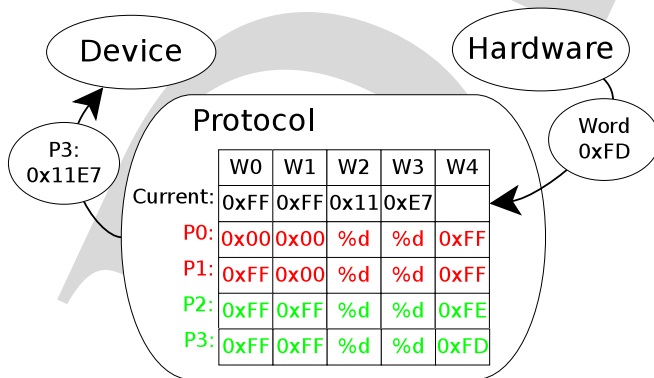 Device
Hardware
Protocol
Word
0xFD
P3:
0x11E7
W0 W1 W2 W3 W4
Current: 0xFF 0xFF 0x11 0xE7
P0: 0x00 0x00 %d %d 0xFF
P1: 0xFF 0x00 %d %d 0xFF
P2: 0xFF 0xFF %d %d 0xFE
P3: 0xFF 0xFF %d %d 0xFD